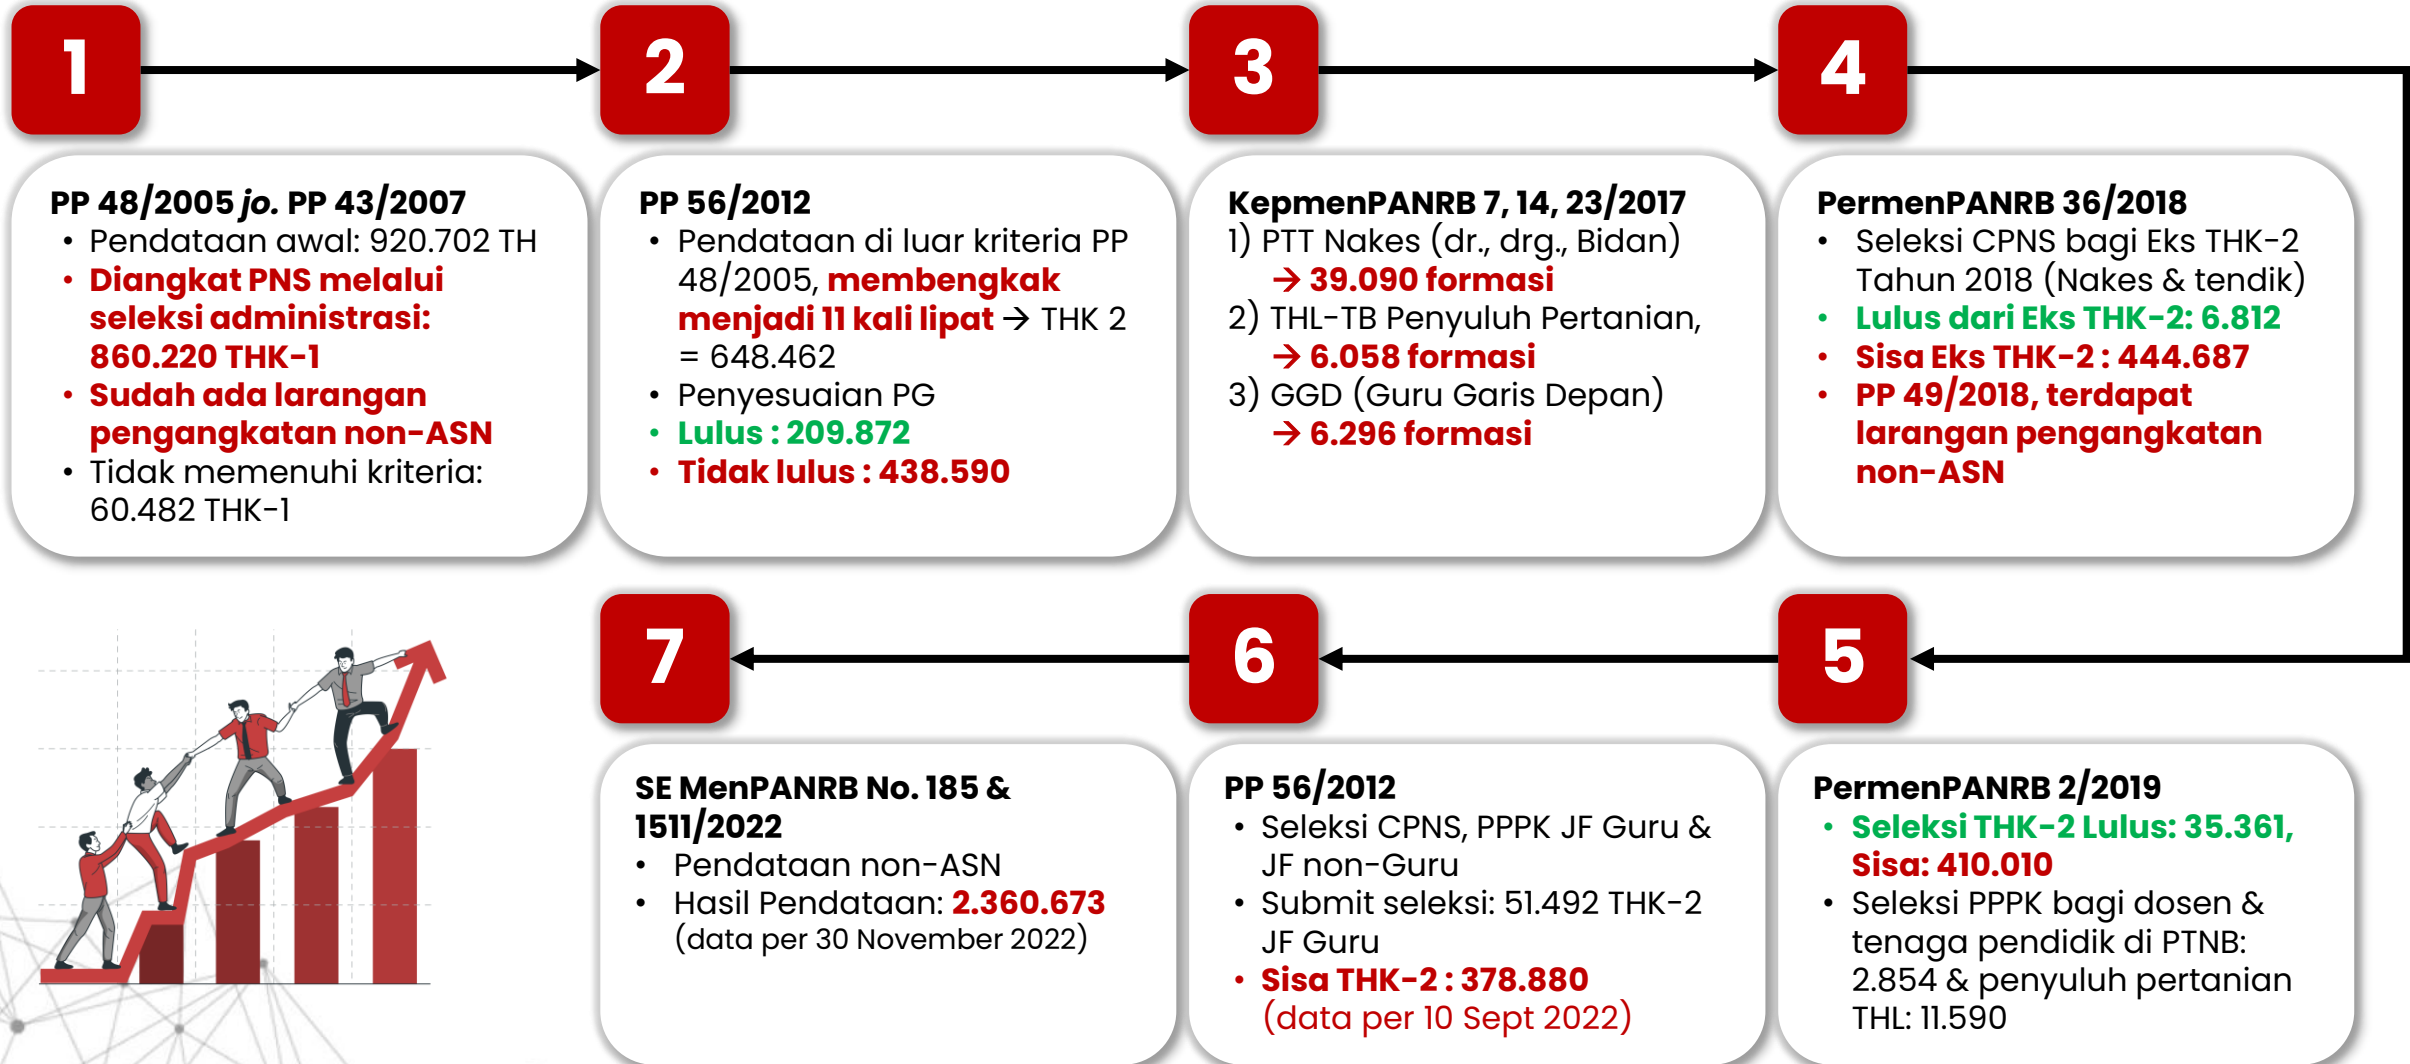 1
PP 48/2005 jo. PP 43/2007
• Pendataan awal: 920.702 TH
• Diangkat PNS melalui
seleksi administrasi:
860.220 THK-1
• Sudah ada larangan
pengangkatan non-ASN
• Tidak memenuhi kriteria:
60.482 THK-1
2
PP 56/2012
• Pendataan di luar kriteria PP
48/2005, membengkak
menjadi 11 kali lipat → THK 2
= 648.462
• Penyesuaian PG
• Lulus : 209.872
• Tidak lulus : 438.590
3
KepmenPANRB 7, 14, 23/2017
1) PTT Nakes (dr., drg., Bidan)
→ 39.090 formasi
2) THL-TB Penyuluh Pertanian,
→ 6.058 formasi
3) GGD (Guru Garis Depan)
→ 6.296 formasi
4
PermenPANRB 36/2018
• Seleksi CPNS bagi Eks THK-2
Tahun 2018 (Nakes & tendik)
• Lulus dari Eks THK-2: 6.812
• Sisa Eks THK-2 : 444.687
• PP 49/2018, terdapat
larangan pengangkatan
non-ASN
5
PermenPANRB 2/2019
• Seleksi THK-2 Lulus: 35.361,
Sisa: 410.010
• Seleksi PPPK bagi dosen &
tenaga pendidik di PTNB:
2.854 & penyuluh pertanian
THL: 11.590
6
PP 56/2012
• Seleksi CPNS, PPPK JF Guru &
JF non-Guru
• Submit seleksi: 51.492 THK-2
JF Guru
• Sisa THK-2 : 378.880
(data per 10 Sept 2022)
7
SE MenPANRB No. 185 &
1511/2022
• Pendataan non-ASN
• Hasil Pendataan: 2.360.673
(data per 30 November 2022)